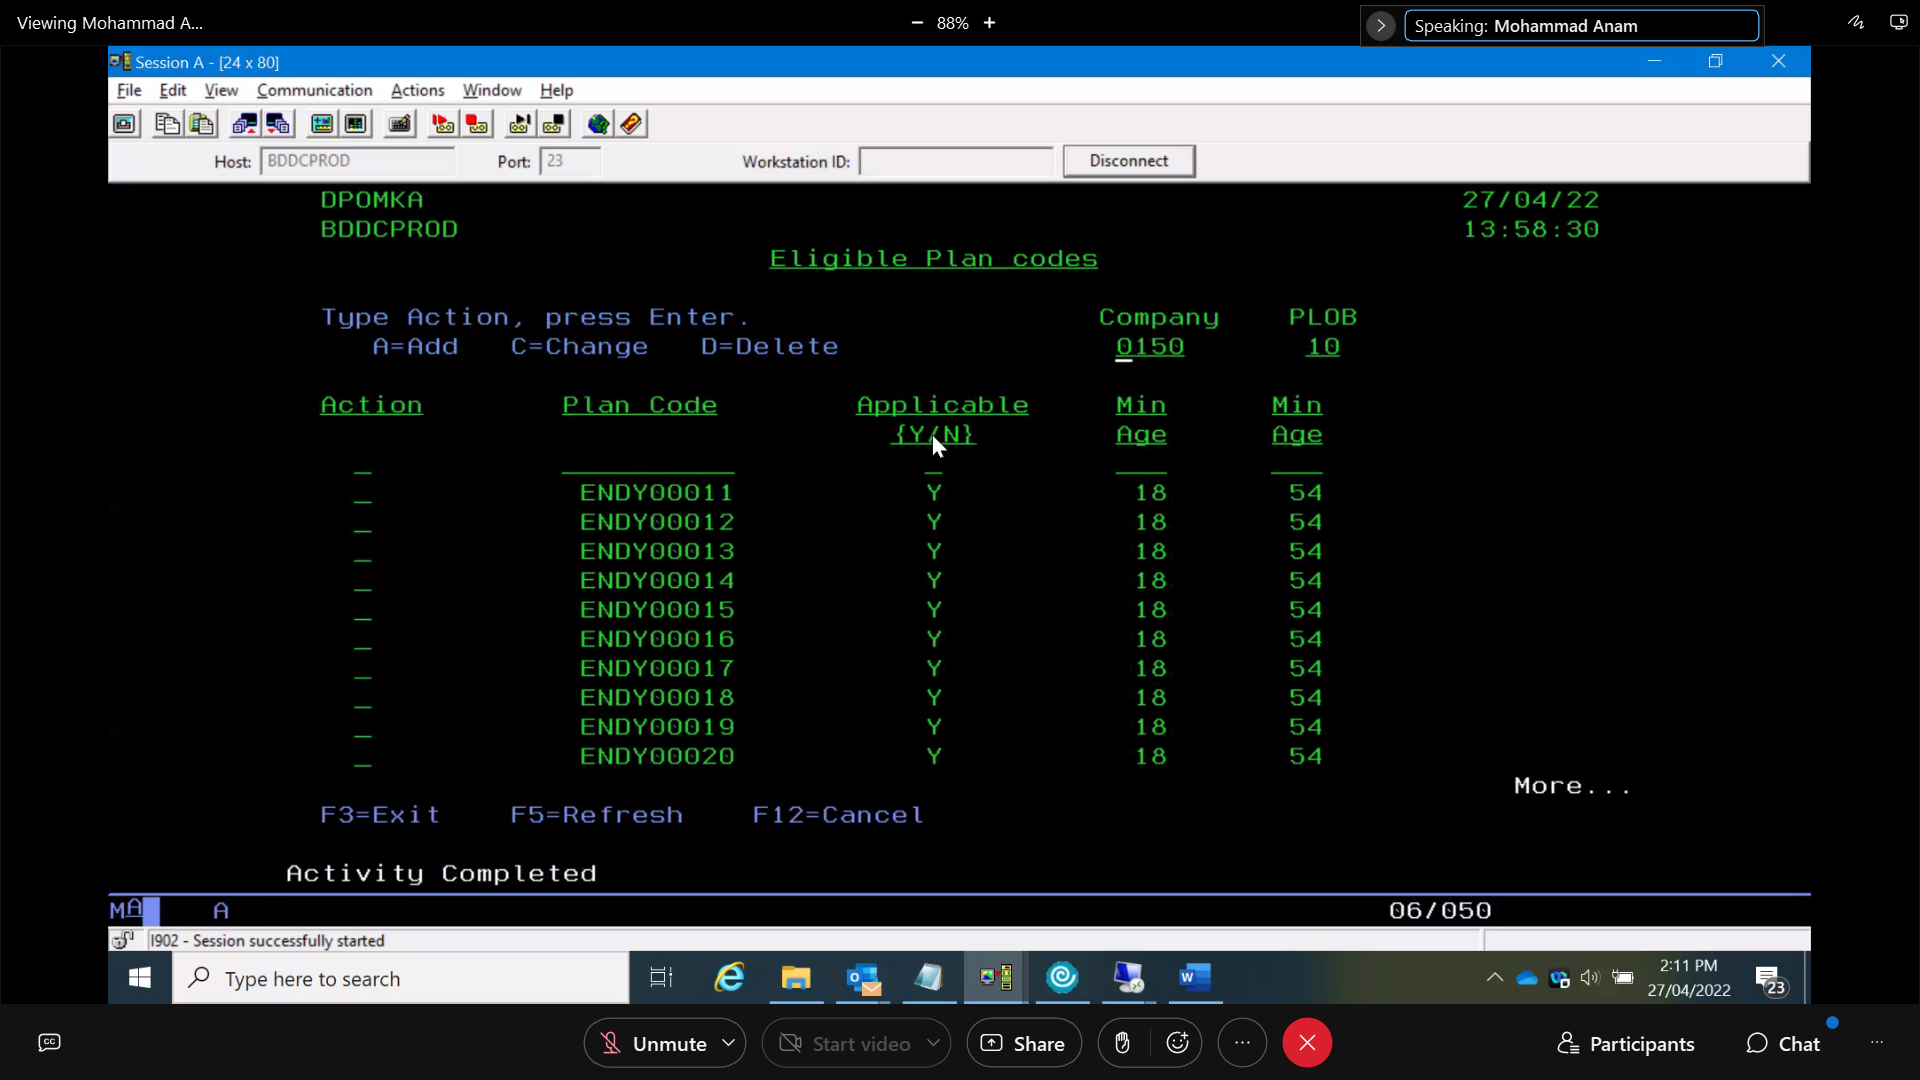 Viewing Mohammad A...
88%
Speaking: Mohammad Anam
Session A - [24 x 80]
File Edit View Communication Actions Window Help
Host: BDDCPROD Port: 23 Workstation ID: Disconnect
DPOMKA 27/04/22
BDDCPROD 13:58:30
Eligible Plan codes
Type Action, press Enter. Company PLOB
A=Add C=Change D=Delete 0150 10
Action Plan Code Applicable Min Min
{Y/N} Age Age
ENDY00011 Y 18 54
ENDY00012 Y 18 54
ENDY00013 Y 18 54
ENDY00014 Y 18 54
ENDY00015 Y 18 54
ENDY00016 Y 18 54
ENDY00017 Y 18 54
ENDY00018 Y 18 54
ENDY00019 Y 18 54
ENDY00020 Y 18 54
More...
F3=Exit F5=Refresh F12=Cancel
Activity Completed
MA A 06/050
I902 - Session successfully started
Type here to search
2:11 PM
27/04/2022
23
CC Unmute Start video Share Participants Chat